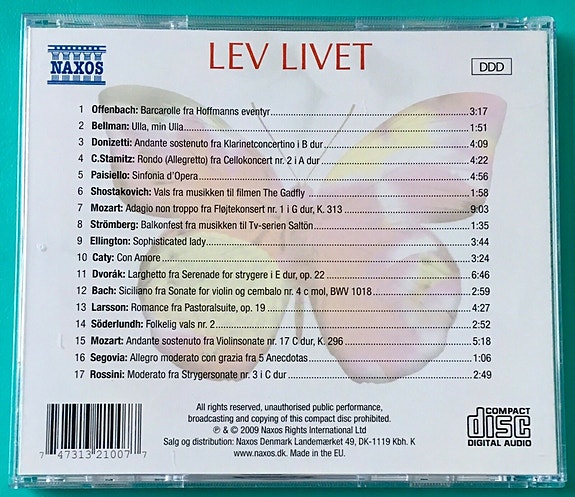 LEV LIVET
NAXOS
DDD
1 Offenbach: Barcarolle fra Hoffmanns eventyr 3:17
2 Bellman: Ulla, min Ulla 1:51
3 Donizetti: Andante sostenuto fra Klarinetconcertino i B dur 4:09
4 C.Stamitz: Rondo (Allegretto) fra Cellokoncert nr. 2 i A dur 4:22
5 Paisiello: Sinfonia d'Opera 4:56
6 Shostakovich: Vals fra musikken til filmen The Gadfly 1:58
7 Mozart: Adagio non troppo fra Fløjtekonsert nr. 1 i G dur, K. 313 9:03
8 Strömberg: Balkonfest fra musikken til Tv-serien Saltön 1:35
9 Ellington: Sophisticated lady 3:44
10 Caty: Con Amore 3:24
11 Dvorák: Larghetto fra Serenade for strygere i E dur, op. 22 6:46
12 Bach: Siciliano fra Sonate for violin og cembalo nr. 4 c mol, BWV 1018 2:59
13 Larsson: Romance fra Pastoralsuite, op. 19 4:27
14 Söderlundh: Folkelig vals nr. 2 2:52
15 Mozart: Andante sostenuto fra Violinsonate nr. 17 C dur, K. 296 5:18
16 Segovia: Allegro moderato con grazia fra 5 Anecdotas 1:06
17 Rossini: Moderato fra Strygersonate nr. 3 i C dur 2:49
All rights reserved, unauthorised public performance,
broadcasting and copying of this compact disc prohibited.
℗ & © 2009 Naxos Rights International Ltd
Salg og distribution: Naxos Denmark Landemærket 49, DK-1119 Kbh. K
www.naxos.dk. Made in the EU.
7 47313 21007 7
COMPACT
disc
DIGITAL AUDIO